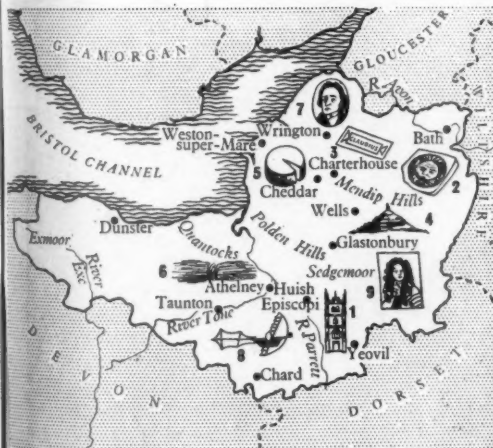 GLAMORGAN
GLOUCESTER
R. Avon
WILTSHIRE
BRISTOL CHANNEL
7
Weston-
super-Mare
Wrington
CLAUDIUS
Bath
3
5
Charterhouse
Cheddar
Mendip Hills
2
Wells
4
Dunster
Quantocks
Polden Hills
Glastonbury
Exmoor
River
Exe
Sedgemoor
6
Athelney
Huish
Episcopi
9
Taunton
River Tone
1
8
R. Parrett
Yeovil
Chard
DEVON
DORSET